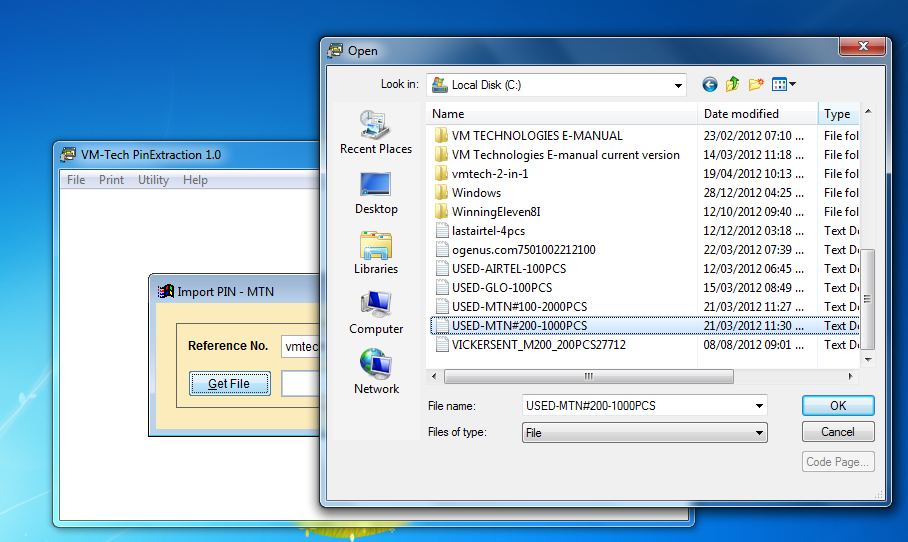 Open
Look in: Local Disk (C:)
Name Date modified Type
VM TECHNOLOGIES E-MANUAL 23/02/2012 07:10 ... File fol
VM Technologies E-manual current version 14/03/2012 11:18 ... File fol
vmtech-2-in-1 19/04/2012 10:13 ... File fol
Windows 28/12/2012 04:25 ... File fol
WinningEleven8I 12/10/2012 09:40 ... File fol
lastairtel-4pcs 12/12/2012 03:18 ... Text Do
ogenus.com7501002212100 22/03/2012 07:39 ... Text Do
USED-AIRTEL-100PCS 12/03/2012 06:45 ... Text Do
USED-GLO-100PCS 15/03/2012 08:49 ... Text Do
USED-MTN#100-2000PCS 21/03/2012 11:27 ... Text Do
USED-MTN#200-1000PCS 21/03/2012 11:30 ... Text Do
VICKERSENT_M200_200PCS27712 08/08/2012 09:01 ... Text Do
Recent Places
Desktop
Libraries
Computer
Network
File name: USED-MTN#200-1000PCS OK
Files of type: File Cancel
Code Page...
VM-Tech PinExtraction 1.0
File Print Utility Help
Import PIN - MTN
Reference No. vmtec
Get File